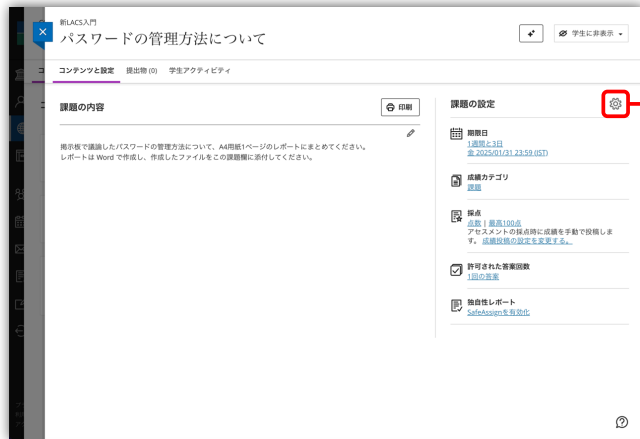 新LACS入門
パスワードの管理方法について
学生に非表示
コンテンツと設定 提出物 (0) 学生アクティビティ
課題の内容
印刷
掲示板で議論したパスワードの管理方法について、A4用紙1ページのレポートにまとめてください。
レポートは Word で作成し、作成したファイルをこの課題欄に添付してください。
課題の設定
期限日
1週間と3日
金 2025/01/31 23:59 (JST)
成績カテゴリ
課題
採点
点数 | 最高100点
アセスメントの採点時に成績を手動で投稿しま
す。 成績投稿の設定を変更する。
許可された答案回数
1回の答案
独自性レポート
SafeAssignを有効化